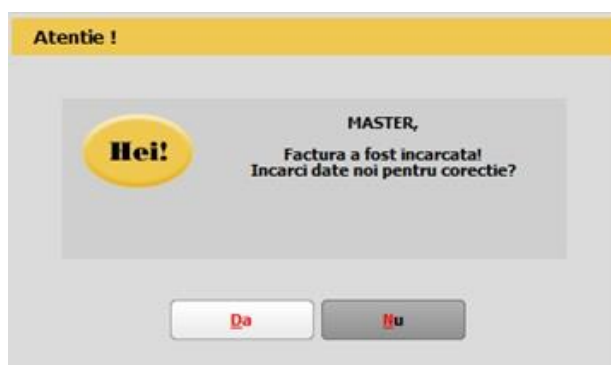 Atentie !
Hei!
MASTER,
Factura a fost incarcata!
Incarci date noi pentru corectie?
Da
Nu